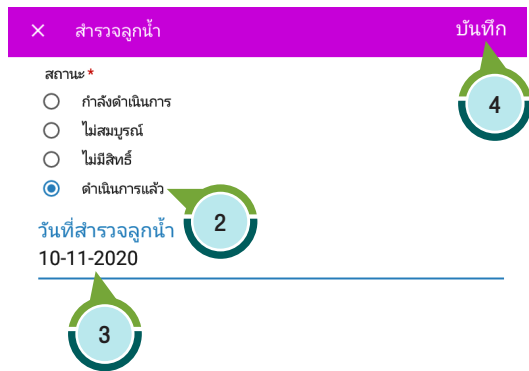 × สำรวจลูกน้ำ บันทึก
สถานะ *
กำลังดำเนินการ
4
ไม่สมบูรณ์
ไม่มีสิทธิ์
ดำเนินการแล้ว
2
วันที่สำรวจลูกน้ำ
10-11-2020
3